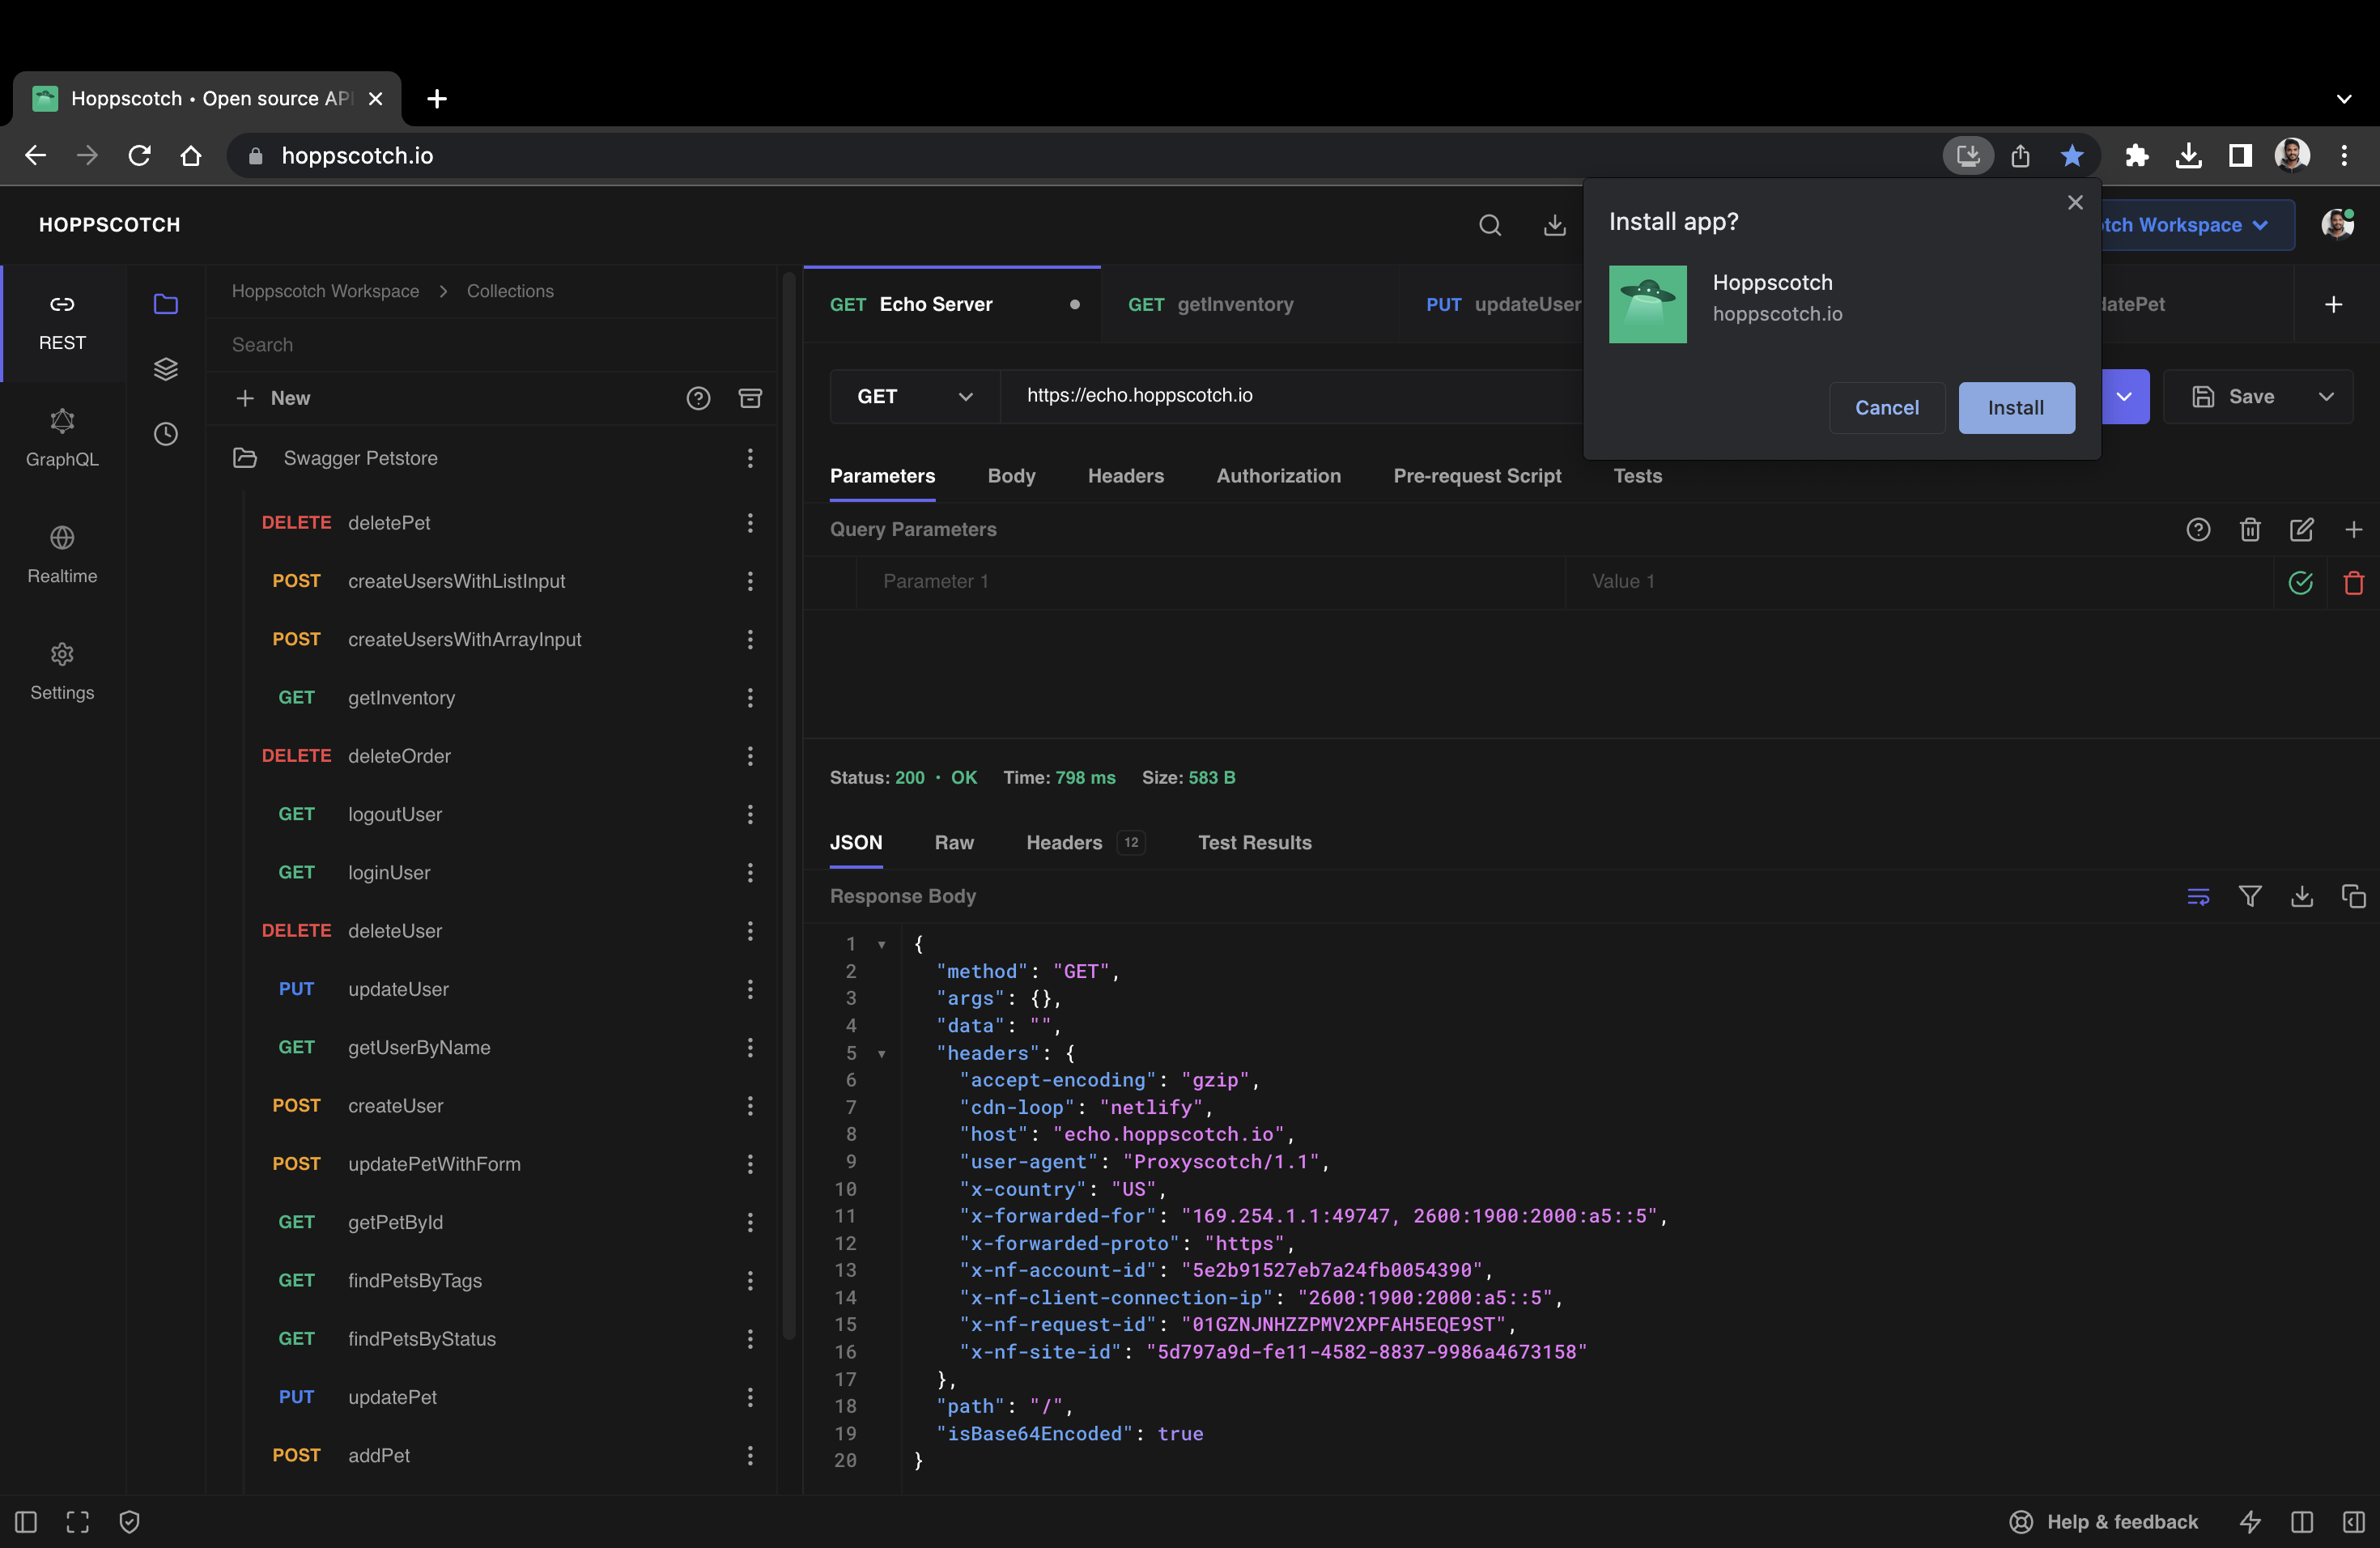 Hoppscotch • Open source API
hoppscotch.io
HOPPSCOTCH
Install app?
Hoppscotch
hoppscotch.io
Cancel
Install
Workspace
REST
GraphQL
Realtime
Settings
Hoppscotch Workspace > Collections
Search
New
Swagger Petstore
DELETE deletePet
POST createUsersWithListInput
POST createUsersWithArrayInput
GET getInventory
DELETE deleteOrder
GET logoutUser
GET loginUser
DELETE deleteUser
PUT updateUser
GET getUserByName
POST createUser
POST updatePetWithForm
GET getPetById
GET findPetsByTags
GET findPetsByStatus
PUT updatePet
POST addPet
GET Echo Server
GET getInventory
PUT updateUser
GET
https://echo.hoppscotch.io
Save
Parameters Body Headers Authorization Pre-request Script Tests
Query Parameters
Parameter 1 Value 1
Status: 200 • OK Time: 798 ms Size: 583 B
JSON Raw Headers 12 Test Results
Response Body
1 {
2 "method": "GET",
3 "args": {},
4 "data": "",
5 "headers": {
6 "accept-encoding": "gzip",
7 "cdn-loop": "netlify",
8 "host": "echo.hoppscotch.io",
9 "user-agent": "Proxyscotch/1.1",
10 "x-country": "US",
11 "x-forwarded-for": "169.254.1.1:49747, 2600:1900:2000:a5::5",
12 "x-forwarded-proto": "https",
13 "x-nf-account-id": "5e2b91527eb7a24fb0054390",
14 "x-nf-client-connection-ip": "2600:1900:2000:a5::5",
15 "x-nf-request-id": "01GZNJNHZZPMV2XPFAH5EQE9ST",
16 "x-nf-site-id": "5d797a9d-fe11-4582-8837-9986a4673158"
17 },
18 "path": "/",
19 "isBase64Encoded": true
20 }
Help & feedback